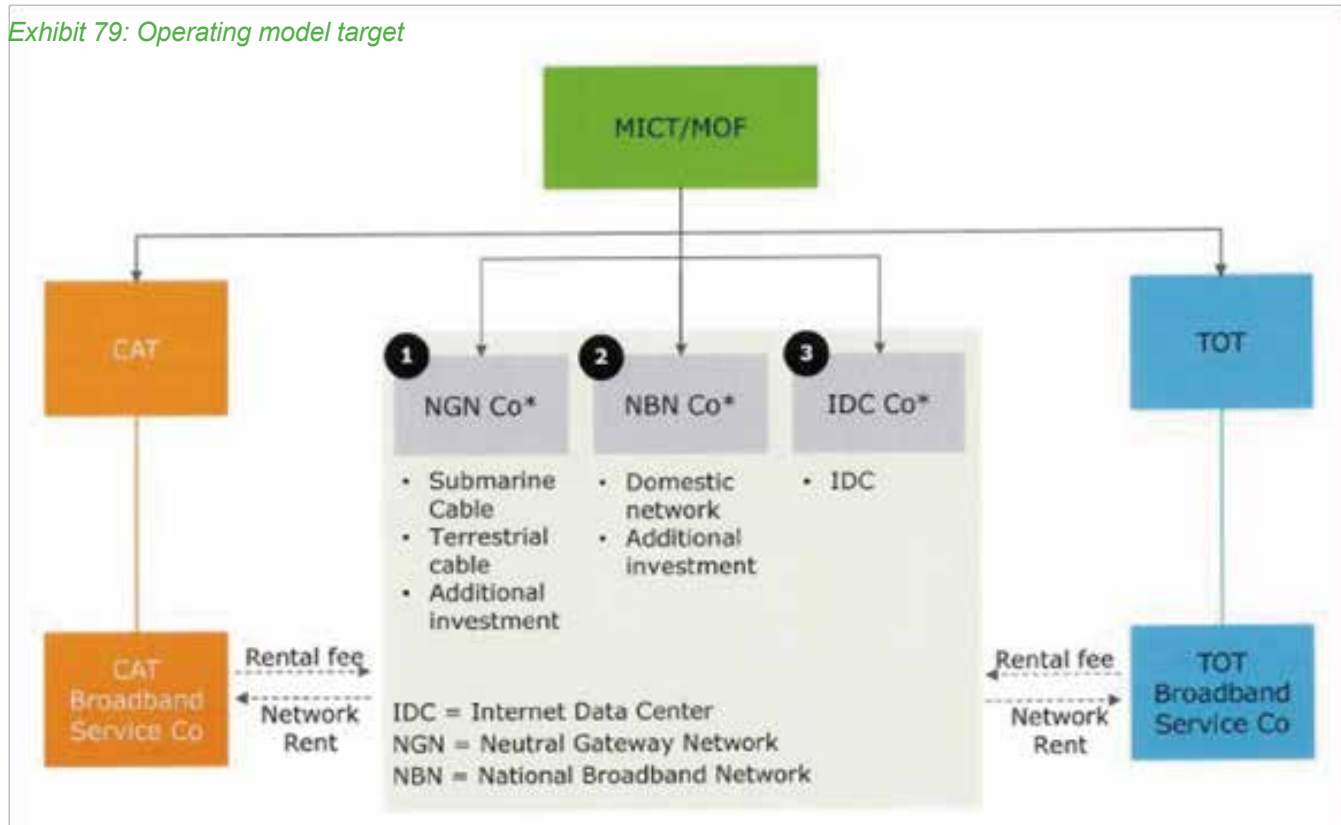 Exhibit 79: Operating model target
MICT/MOF
CAT
TOT
1
NGN Co*
2
NBN Co*
3
IDC Co*
• Submarine
Cable
• Terrestrial
cable
• Additional
investment
• Domestic
network
• Additional
investment
• IDC
CAT
Broadband
Service Co
Rental fee
Network
Rent
IDC = Internet Data Center
NGN = Neutral Gateway Network
NBN = National Broadband Network
Rental fee
Network
Rent
TOT
Broadband
Service Co